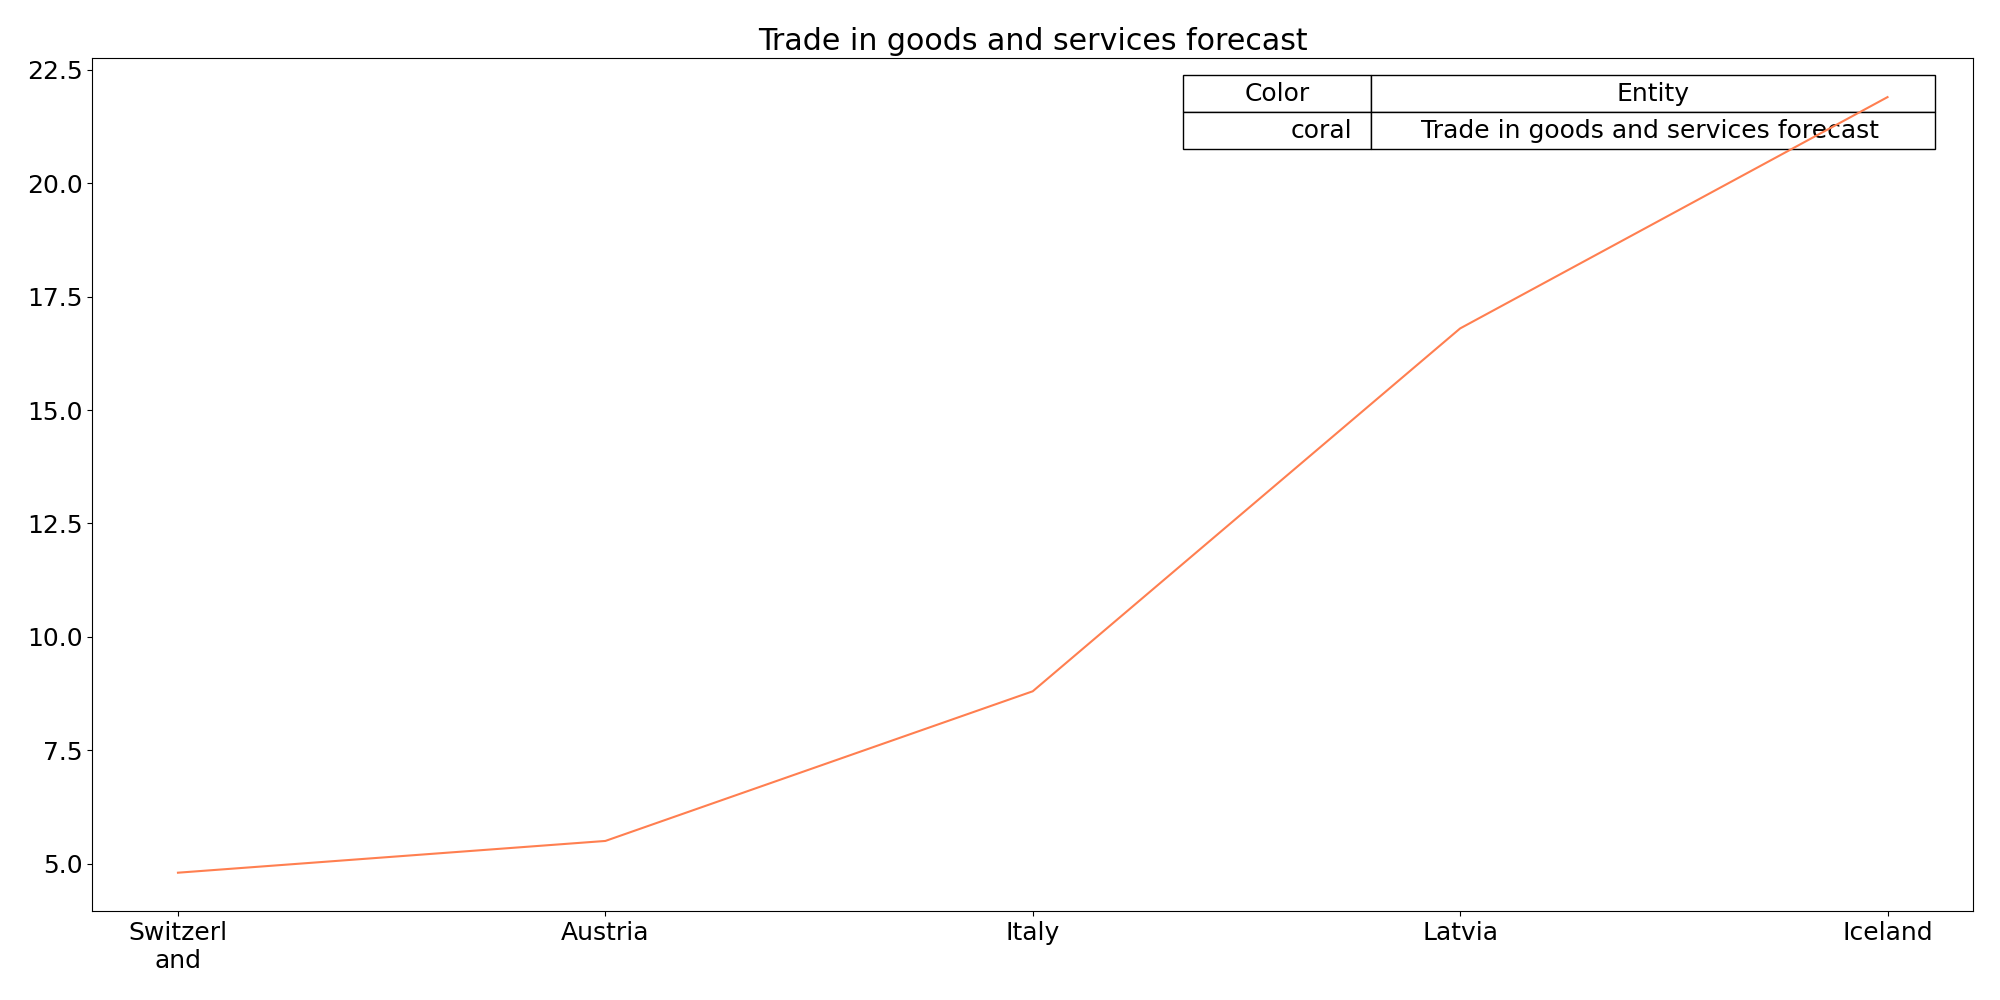 Trade in goods and services forecast
22.5
20.0
17.5
15.0
12.5
10.0
7.5
5.0
Color Entity
coral Trade in goods and services forecast
Switzerl
and
Austria
Italy
Latvia
Iceland